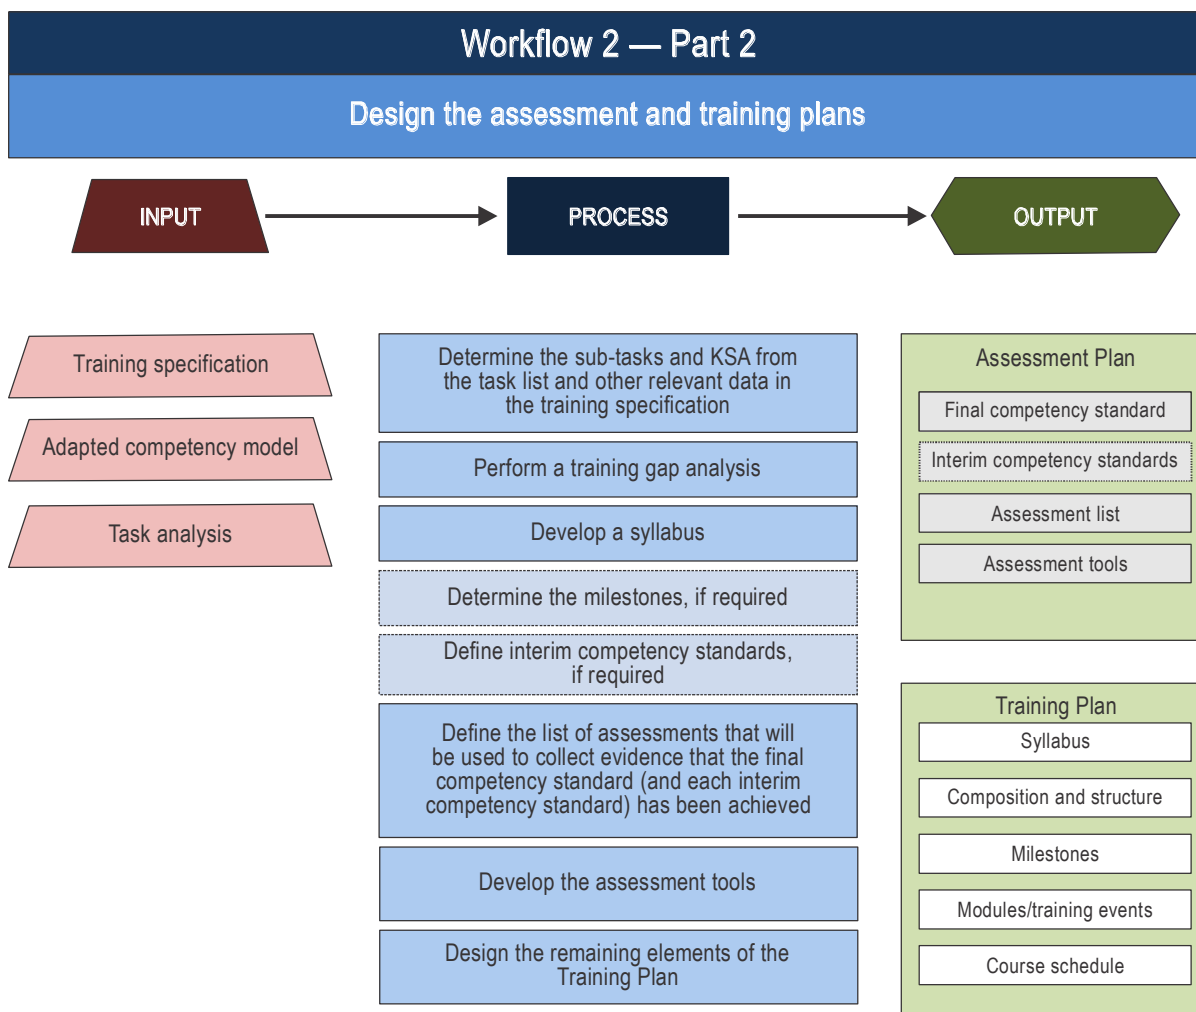 Workflow 2 — Part 2
Design the assessment and training plans
INPUT
PROCESS
OUTPUT
Training specification
Adapted competency model
Task analysis
Determine the sub-tasks and KSA from
the task list and other relevant data in
the training specification
Perform a training gap analysis
Develop a syllabus
Determine the milestones, if required
Define interim competency standards,
if required
Define the list of assessments that will
be used to collect evidence that the final
competency standard (and each interim
competency standard) has been achieved
Develop the assessment tools
Design the remaining elements of the
Training Plan
Assessment Plan
Final competency standard
Interim competency standards
Assessment list
Assessment tools
Training Plan
Syllabus
Composition and structure
Milestones
Modules/training events
Course schedule